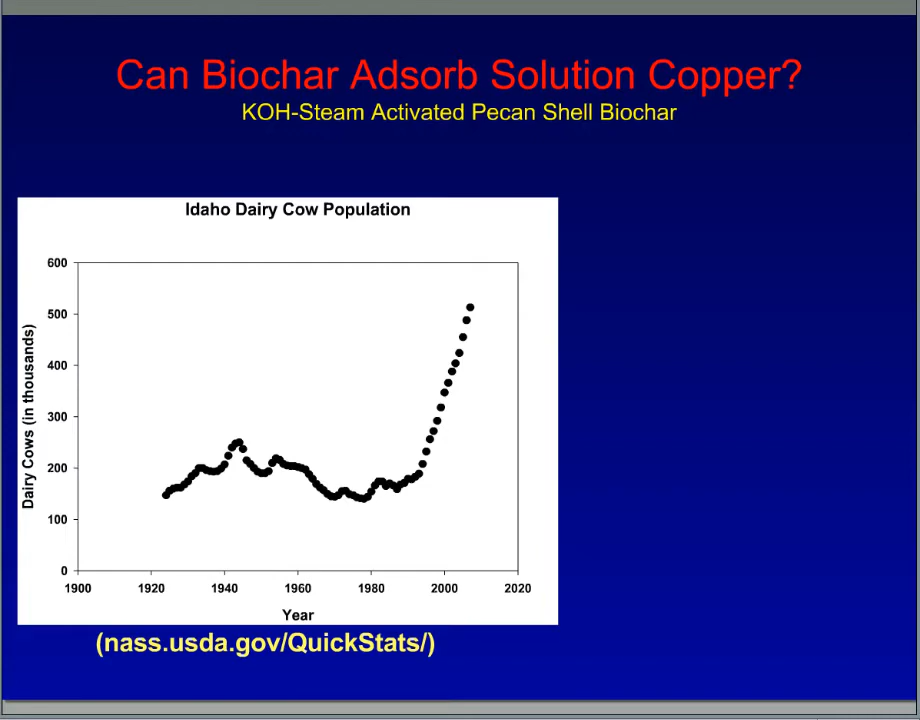 Can Biochar Adsorb Solution Copper?
KOH-Steam Activated Pecan Shell Biochar
Idaho Dairy Cow Population
600
500
400
300
200
100
0
Dairy Cows (in thousands)
1900 1920 1940 1960 1980 2000 2020
Year
(nass.usda.gov/QuickStats/)